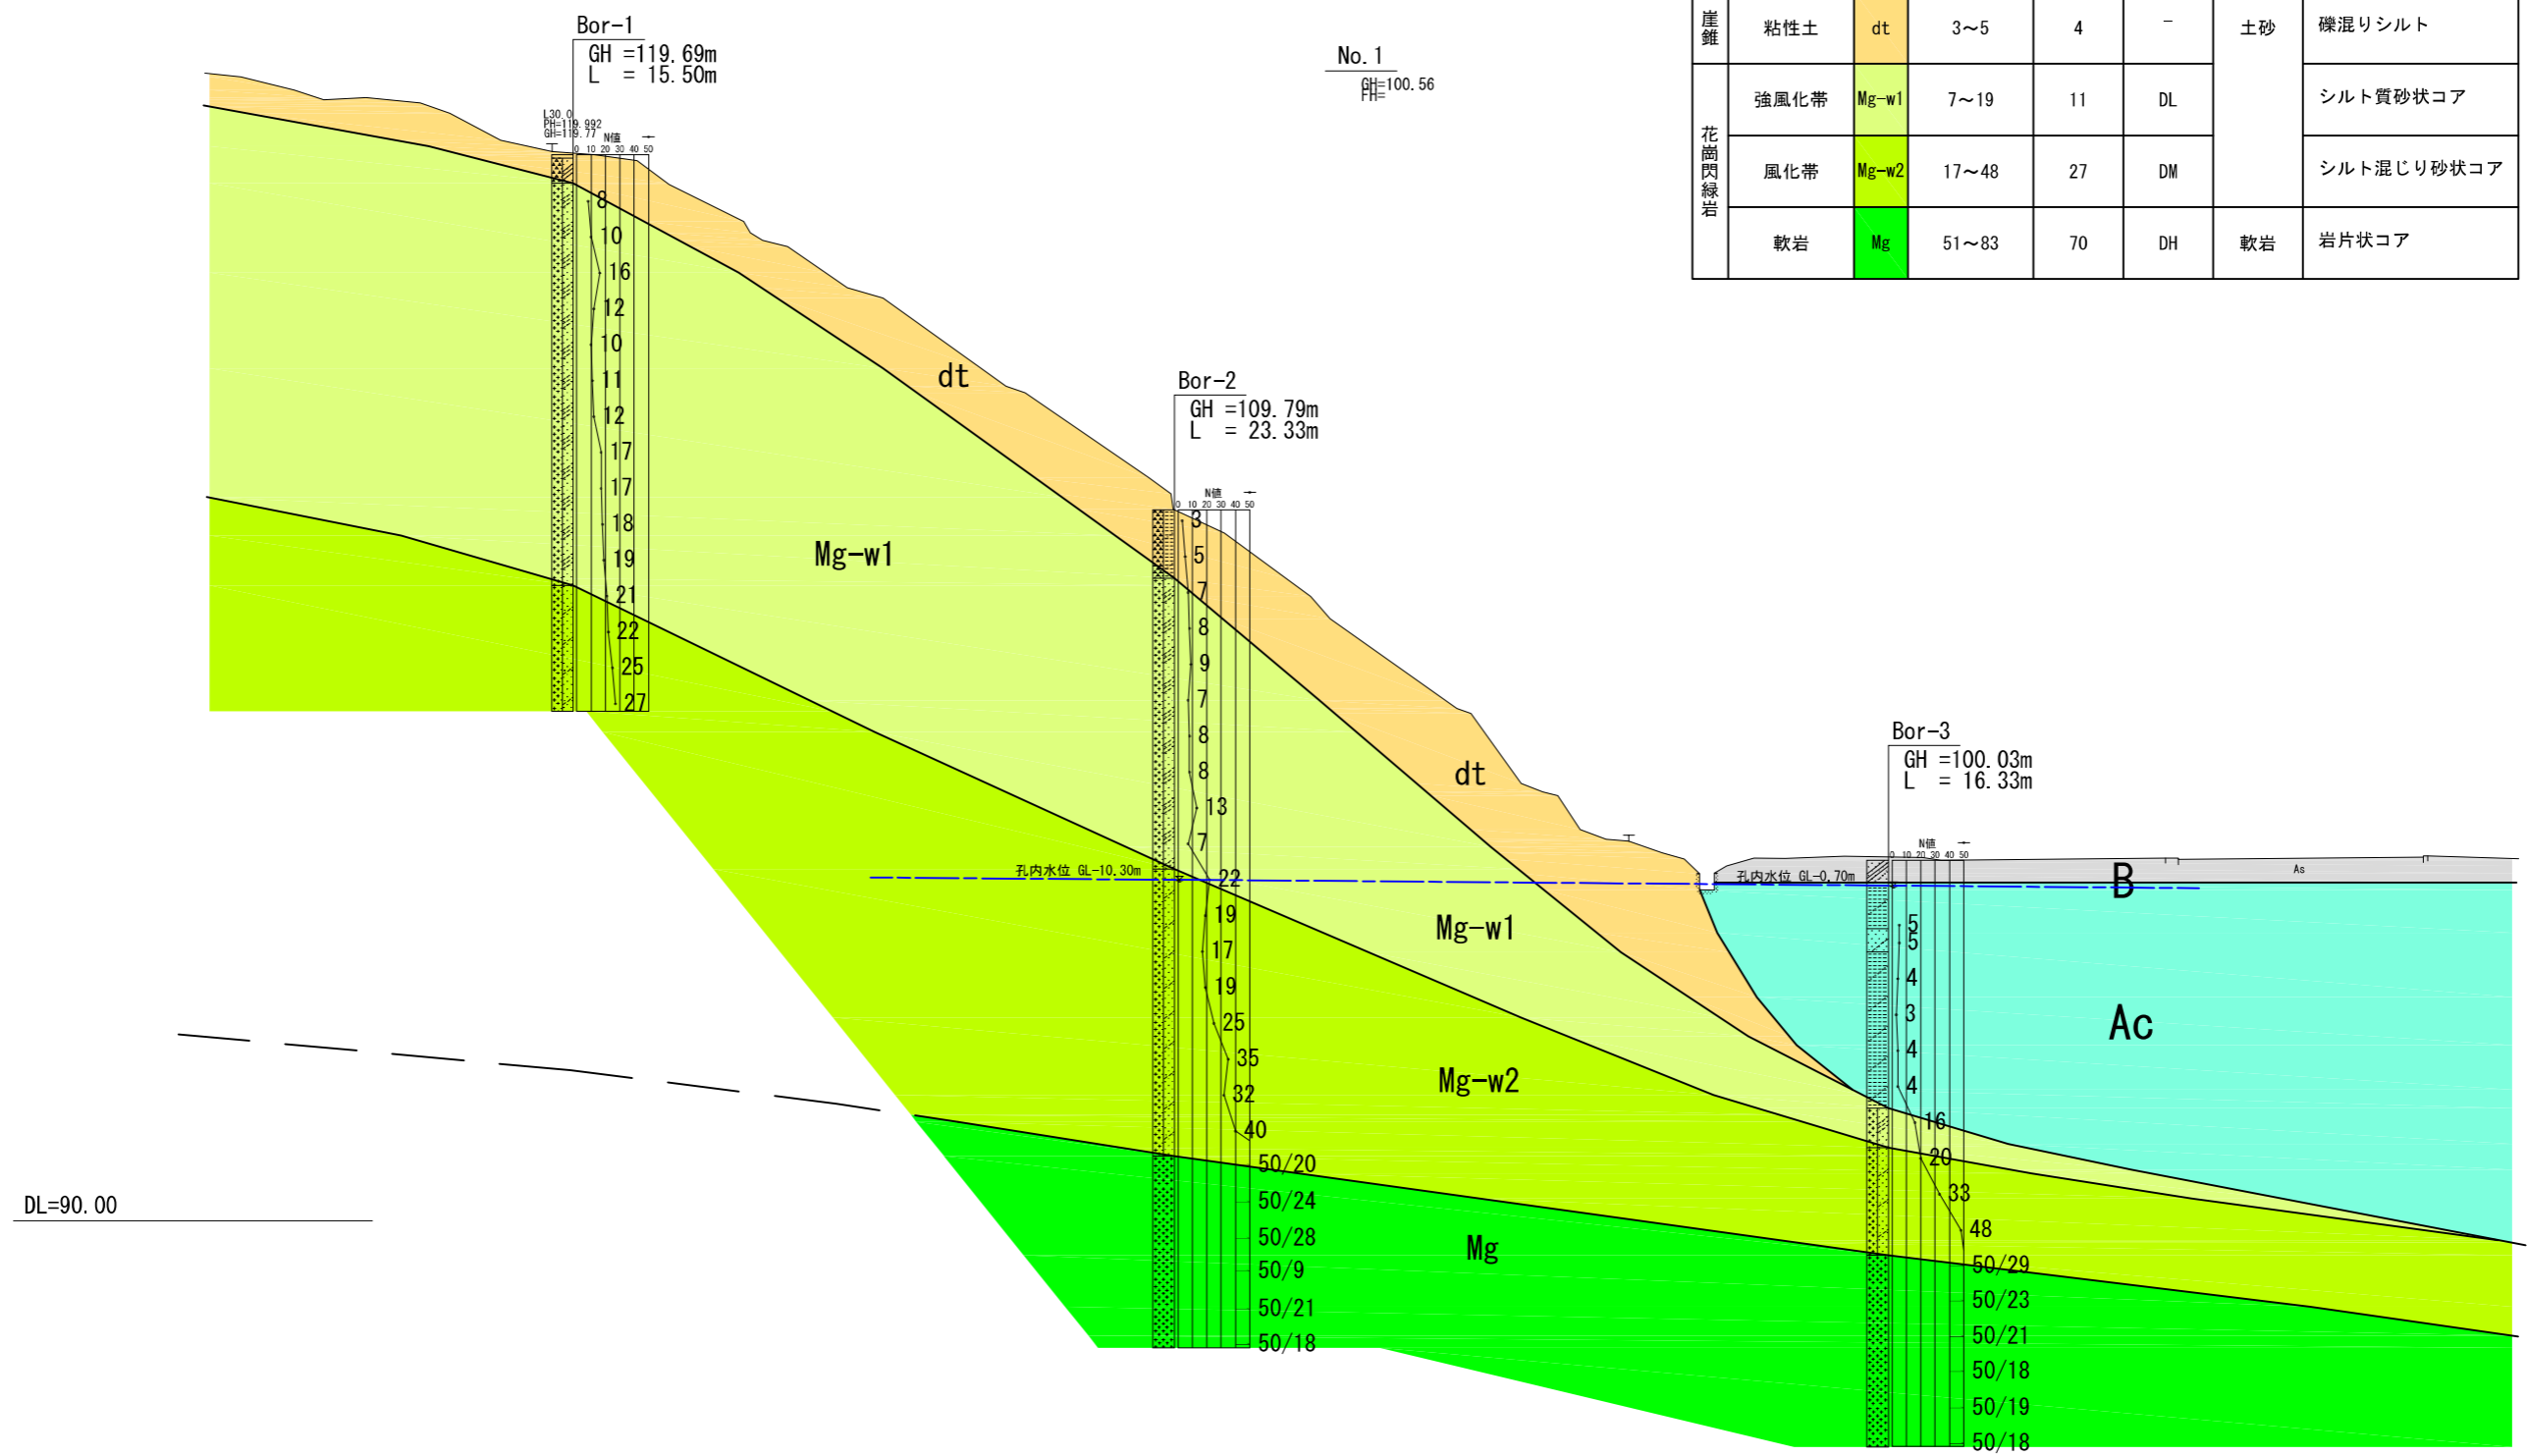 Bor-1
GH =119.69m
L = 15.50m
L30.0
PH=119.992
GH=119.77
N値
0 10 20 30 40 50
8
10
16
12
10
11
12
17
17
18
19
21
22
25
27
No.1
GH=100.56
FH=
崖錐 粘性土 dt 3~5 4 - 土砂 礫混りシルト
花崗閃緑岩
強風化帯 Mg-w1 7~19 11 DL シルト質砂状コア
風化帯 Mg-w2 17~48 27 DM シルト混じり砂状コア
軟岩 Mg 51~83 70 DH 軟岩 岩片状コア
dt
Mg-w1
Bor-2
GH =109.79m
L = 23.33m
N値
0 10 20 30 40 50
3
5
7
8
9
7
8
8
13
7
22
19
17
19
25
35
32
40
50/20
50/24
50/28
50/9
50/21
50/18
孔内水位 GL-10.30m
dt
Mg-w1
Mg-w2
Mg
Bor-3
GH =100.03m
L = 16.33m
N値
0 10 20 30 40 50
孔内水位 GL-0.70m
B
As
5
5
4
3
4
4
16
20
33
48
50/29
50/23
50/21
50/18
50/19
50/18
Ac
DL=90.00